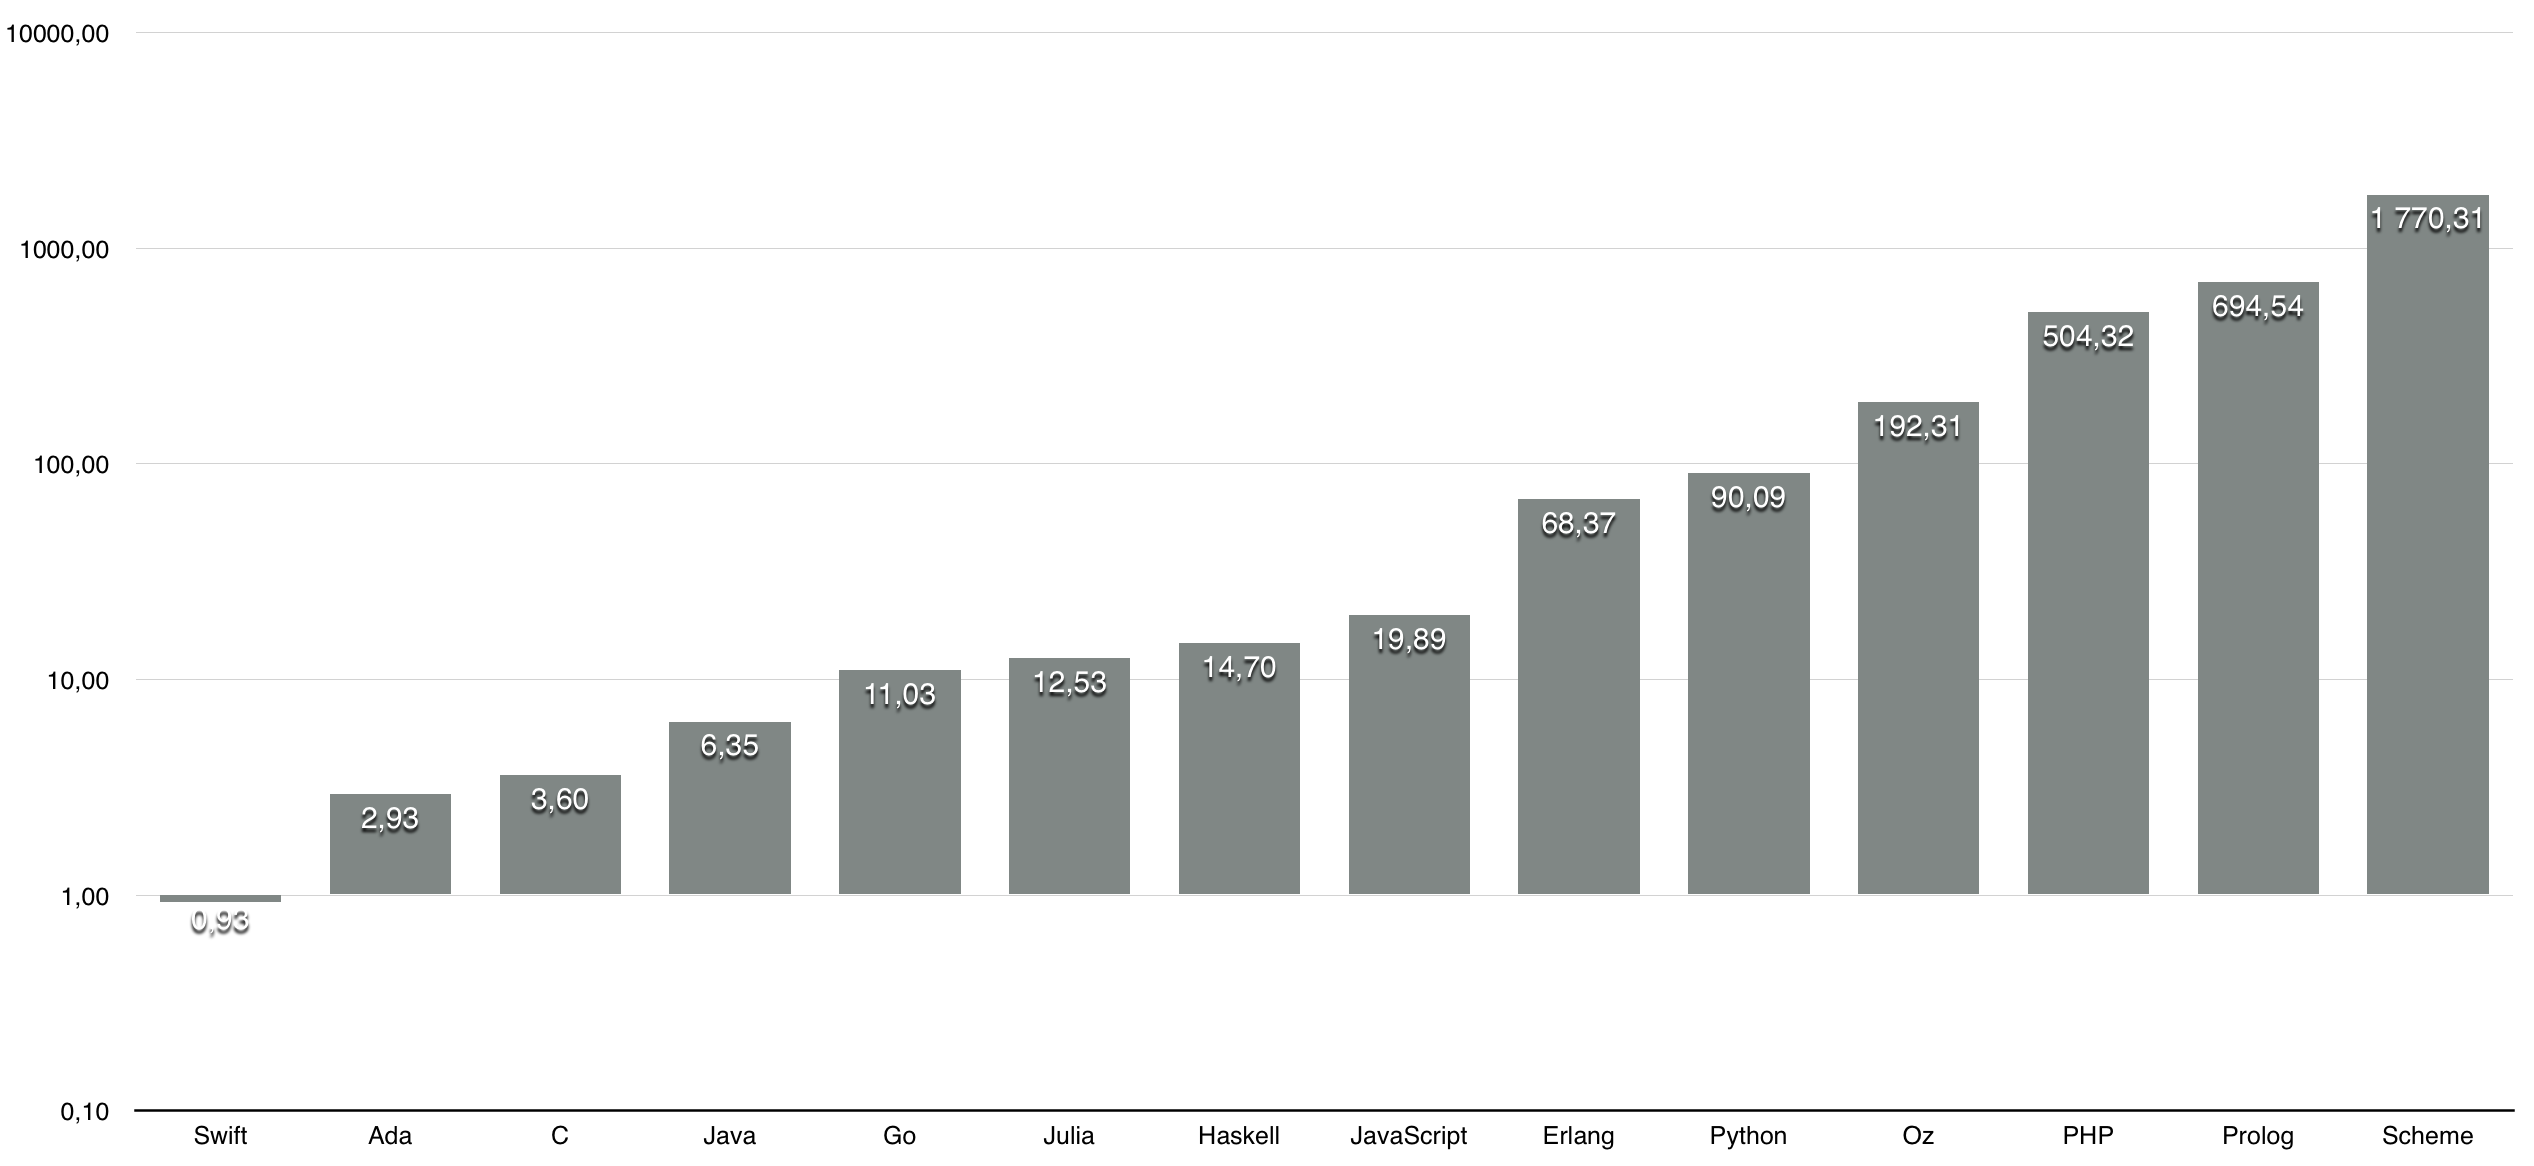 10000,00
1000,00
100,00
10,00
1,00
0,10
0,93
2,93
3,60
6,35
11,03
12,53
14,70
19,89
68,37
90,09
192,31
504,32
694,54
1 770,31
Swift
Ada
C
Java
Go
Julia
Haskell
JavaScript
Erlang
Python
Oz
PHP
Prolog
Scheme